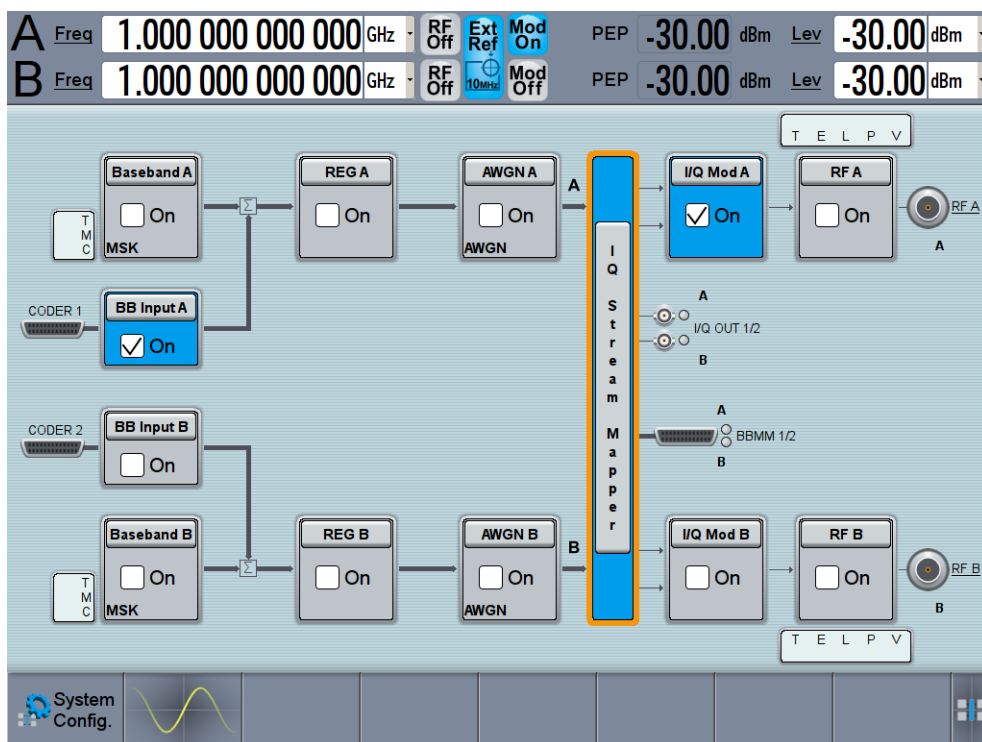 A Freq 1.000 000 000 000 GHz RF Off Ext Ref Mod On PEP -30.00 dBm Lev -30.00 dBm
B Freq 1.000 000 000 000 GHz RF Off 10MHz Mod Off PEP -30.00 dBm Lev -30.00 dBm
T E L P V
Baseband A REG A AWGN A I/Q Mod A RF A
A
On On On On On
RF A
T M C
MSK AWGN
A
IQ Stream Mapper
CODER 1
BB Input A
On
A
I/Q OUT 1/2
B
CODER 2
BB Input B
On
A
BBMM 1/2
B
Baseband B REG B AWGN B I/Q Mod B RF B
B
On On On On On
RF B
T M C
MSK AWGN
B
T E L P V
System
Config.